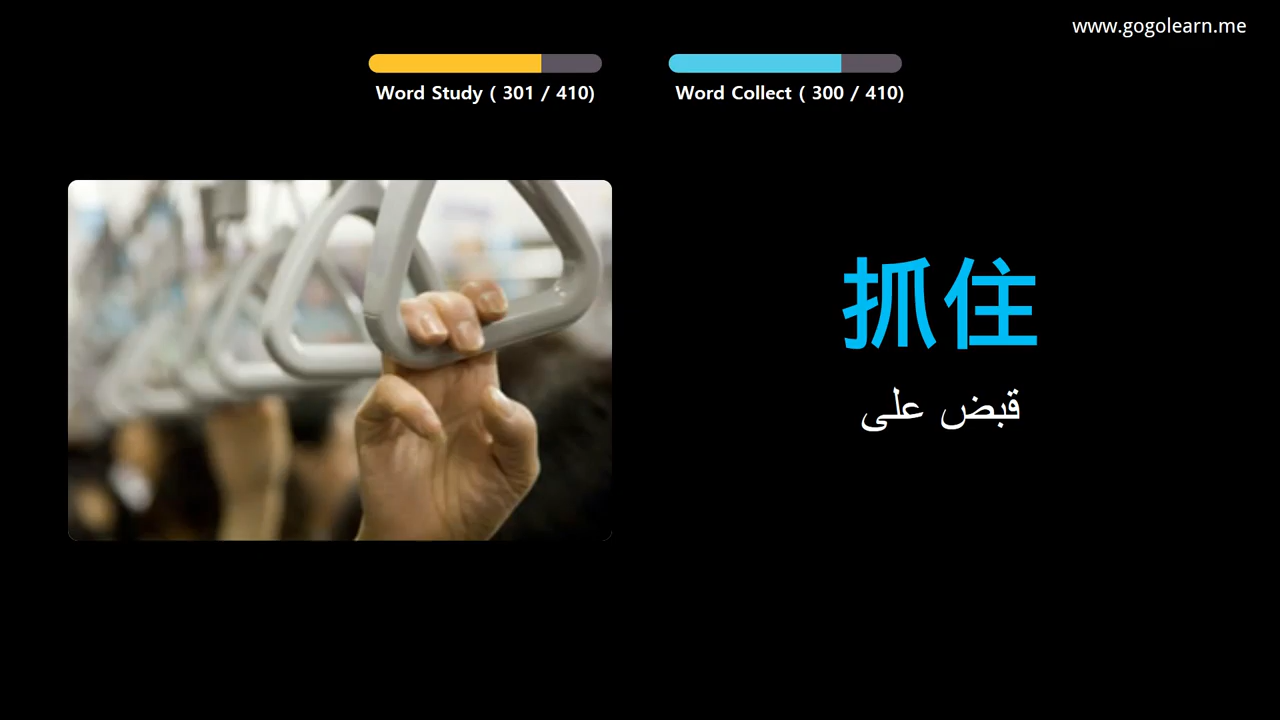 www.gogolearn.me
Word Study ( 301 / 410)
Word Collect ( 300 / 410)
抓住
قبض على